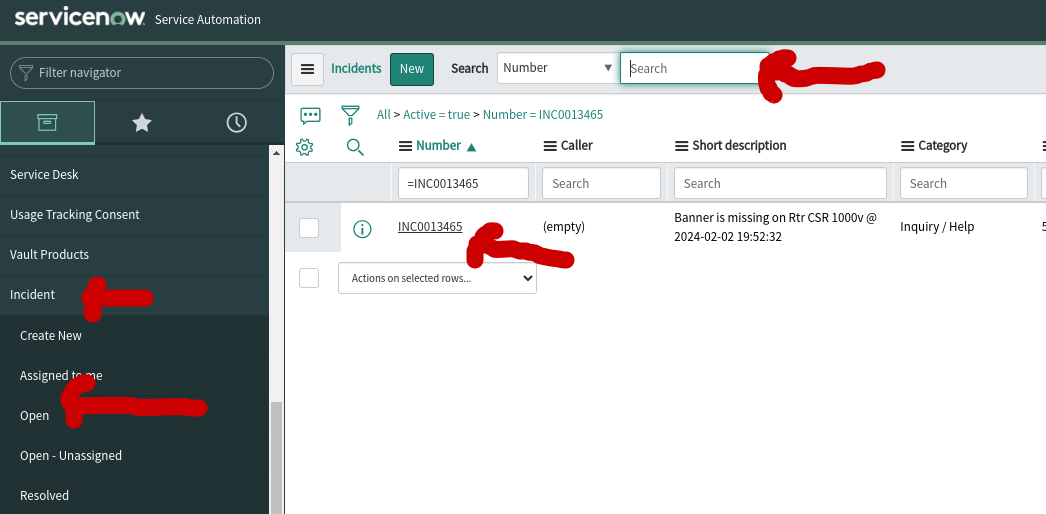 servicenow Service Automation
Filter navigator
Incidents New Search Number Search
All > Active = true > Number = INC0013465
Number Caller Short description Category
=INC0013465 Search Search Search
INC0013465 (empty) Banner is missing on Rtr CSR 1000v @ Inquiry / Help 5
2024-02-02 19:52:32
Actions on selected rows...
Service Desk
Usage Tracking Consent
Vault Products
Incident
Create New
Assigned to me
Open
Open - Unassigned
Resolved